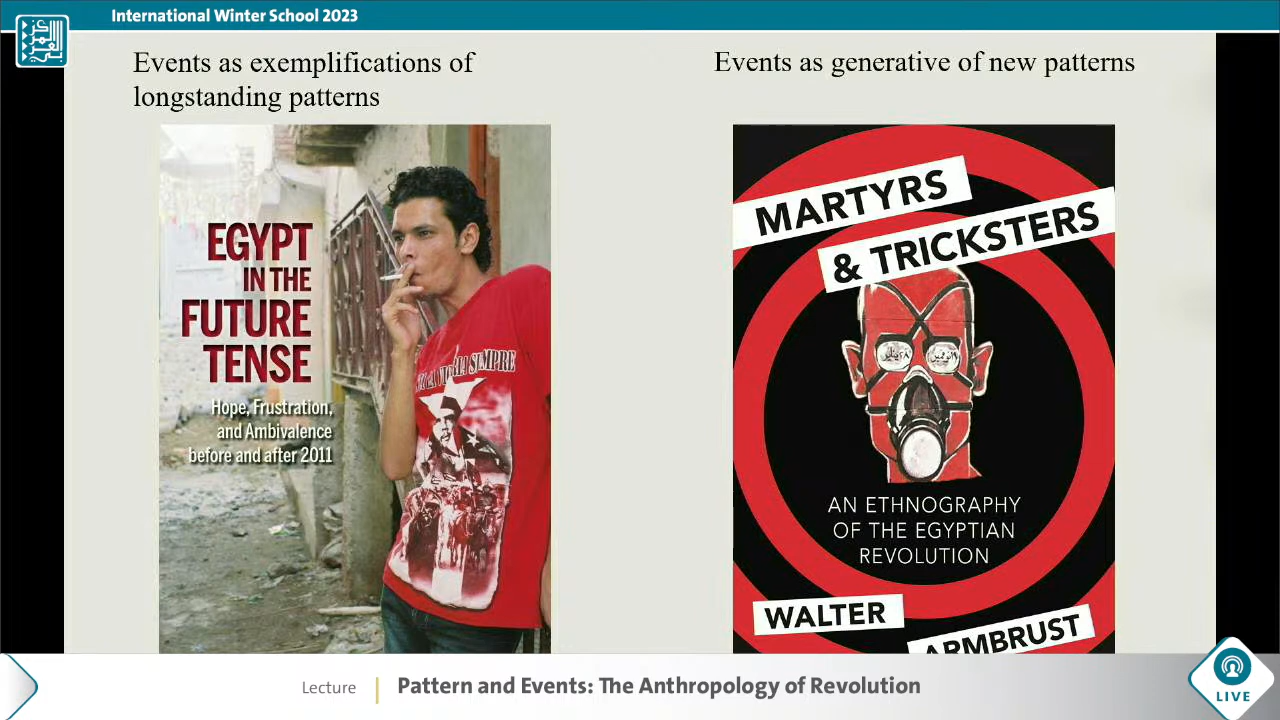 International Winter School 2023
Events as exemplifications of
longstanding patterns
Events as generative of new patterns
EGYPT
IN THE
FUTURE
TENSE
Hope, Frustration,
and Ambivalence
before and after 2011
SIEMPRE
MARTYRS
& TRICKSTERS
AN ETHNOGRAPHY
OF THE EGYPTIAN
REVOLUTION
WALTER
ARMBRUST
Lecture
Pattern and Events: The Anthropology of Revolution
LIVE